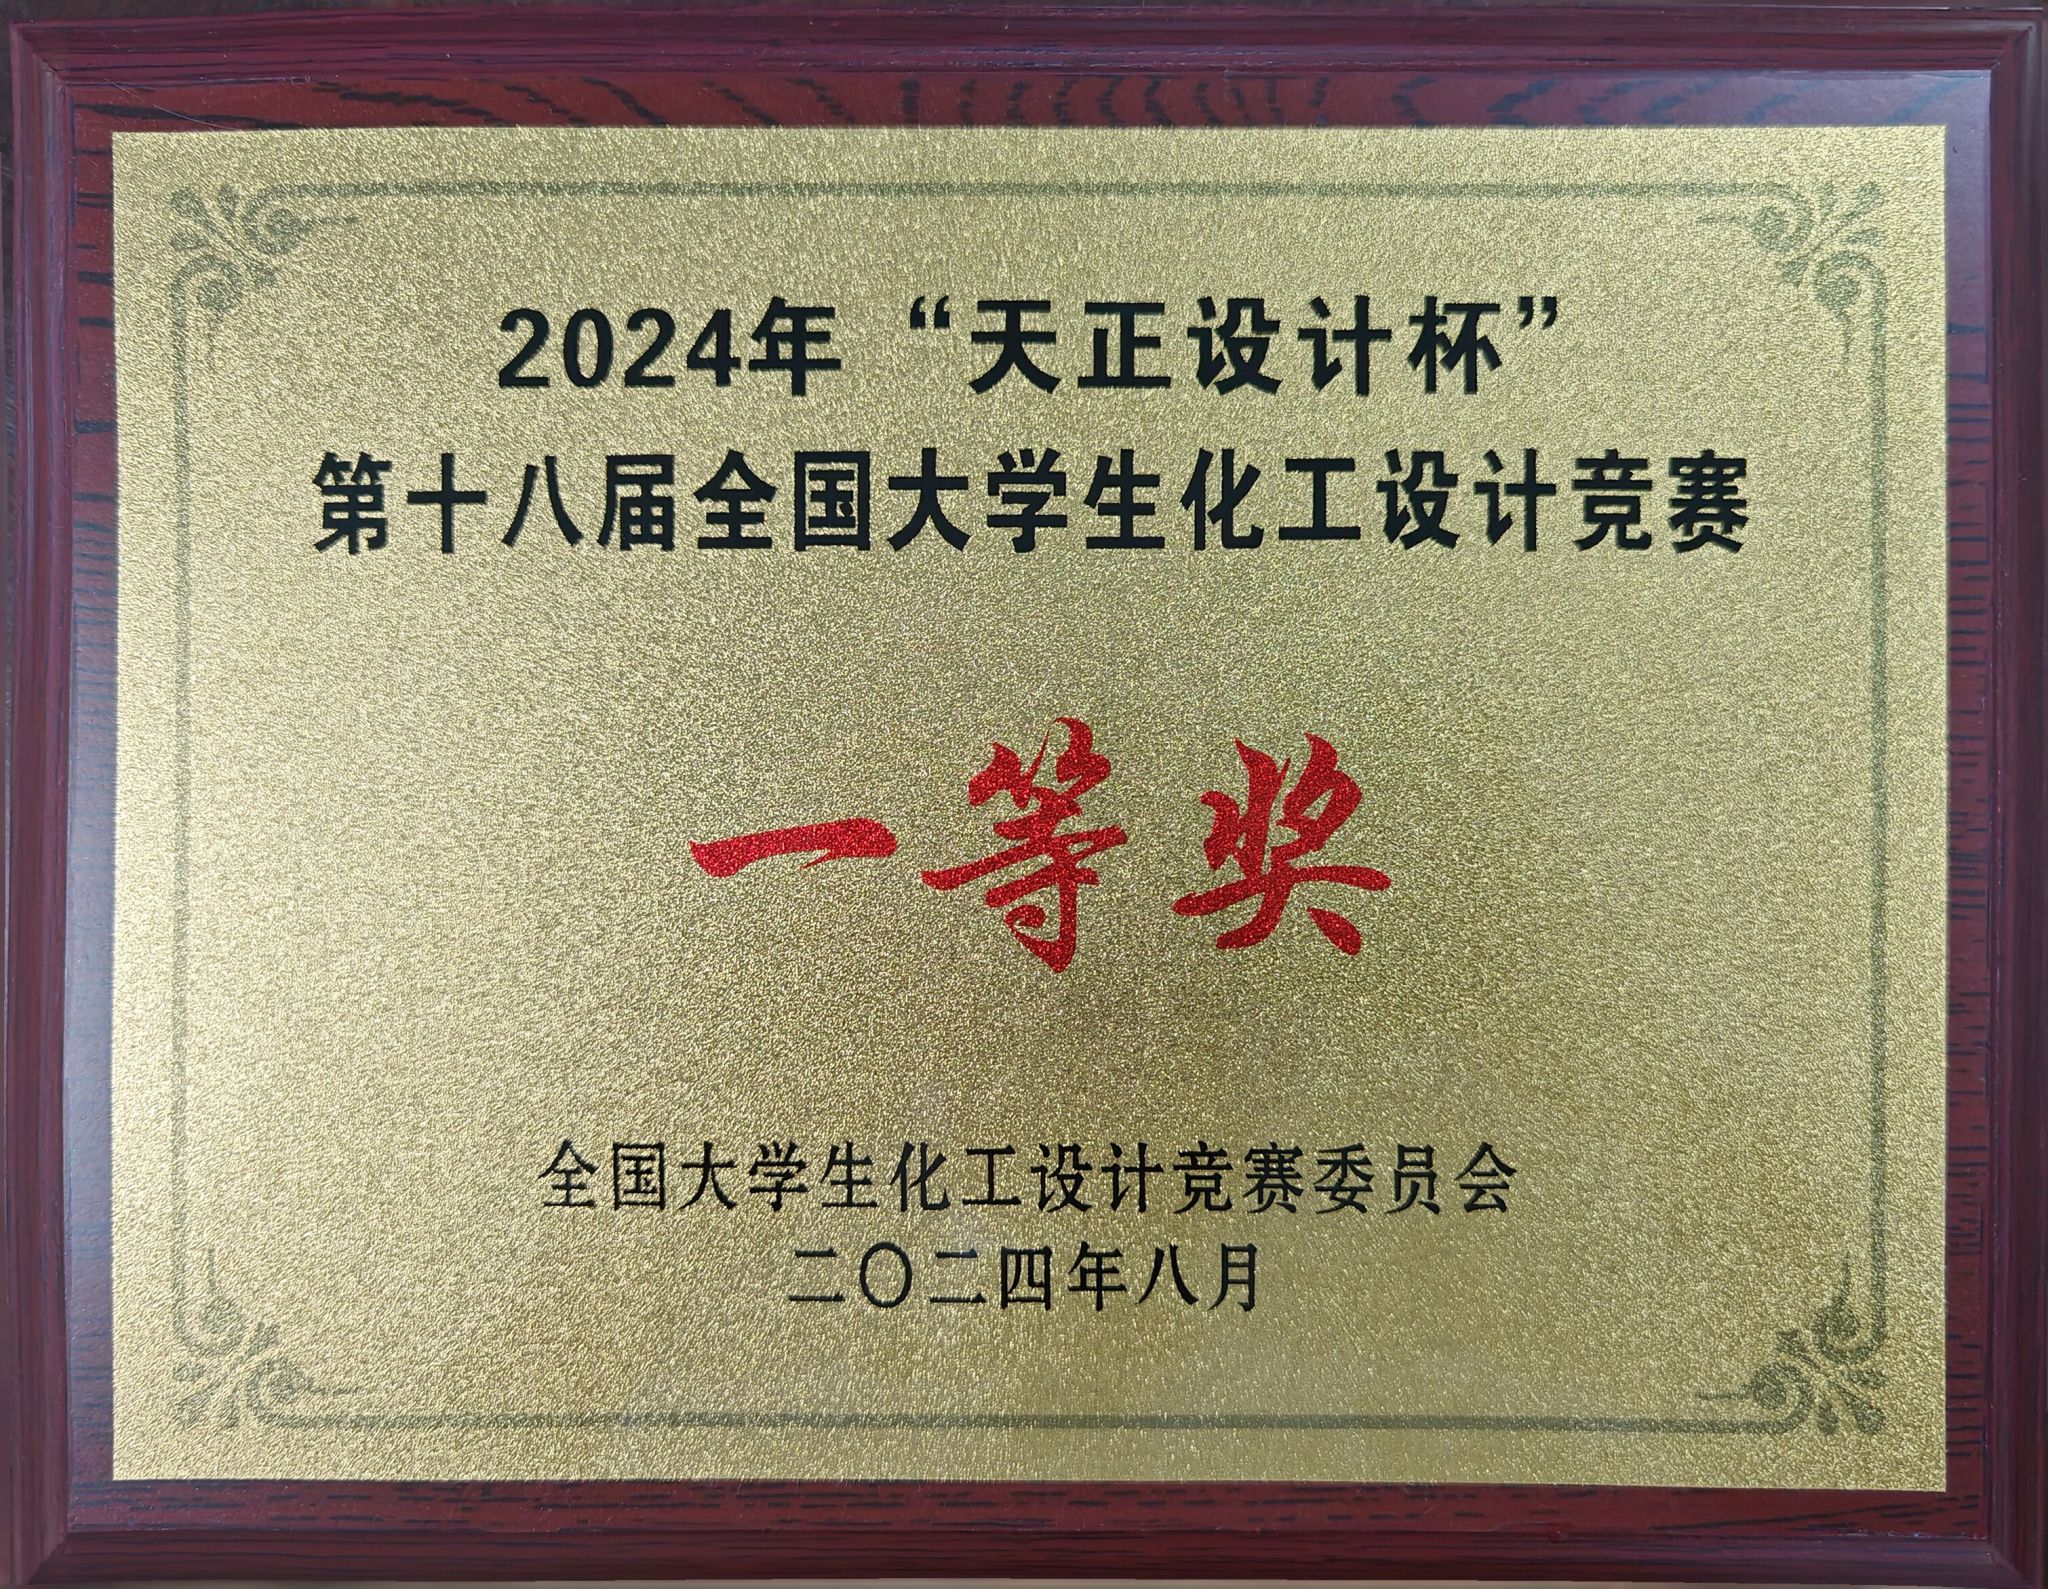 2024年“天正设计杯”
第十八届全国大学生化工设计竞赛
一等奖
全国大学生化工设计竞赛委员会
二〇二四年八月